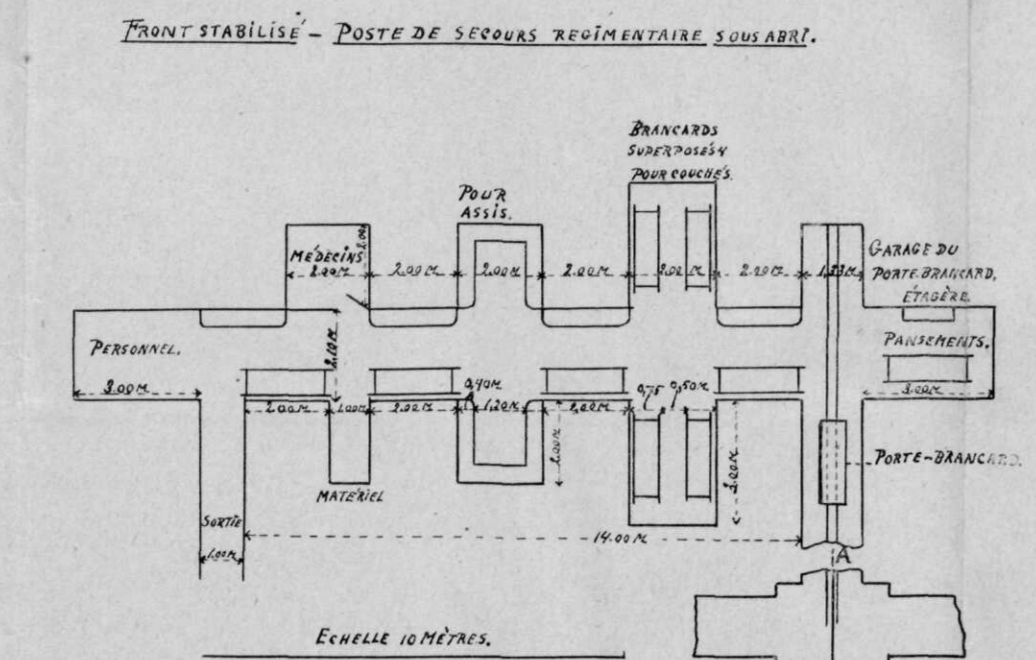 FRONT STABILISÉ – POSTE DE SECOURS REGIMENTAIRE SOUS ABRI.
BRANCARDS
SUPERPOSÉS 4
POUR COUCHÉS.
POUR
ASSIS.
MÉDECINS
2.00
GARAGE DU
PORTE-BRANCARD.
2.00M 2.00M 2.00M 2.00M 2.00M 2.00M
ÉTAGÈRE
PERSONNEL.
2.10M
PANSEMENTS.
3.00M
0,40M
0,75 0,50M
3.00M
2.00M 1.00M 2.00M 1,20M 2.00M
2.00M
3.00M
PORTE-BRANCARD.
MATÉRIEL
SORTIE
14.00M
1.00M
A
ECHELLE 10 MÈTRES.